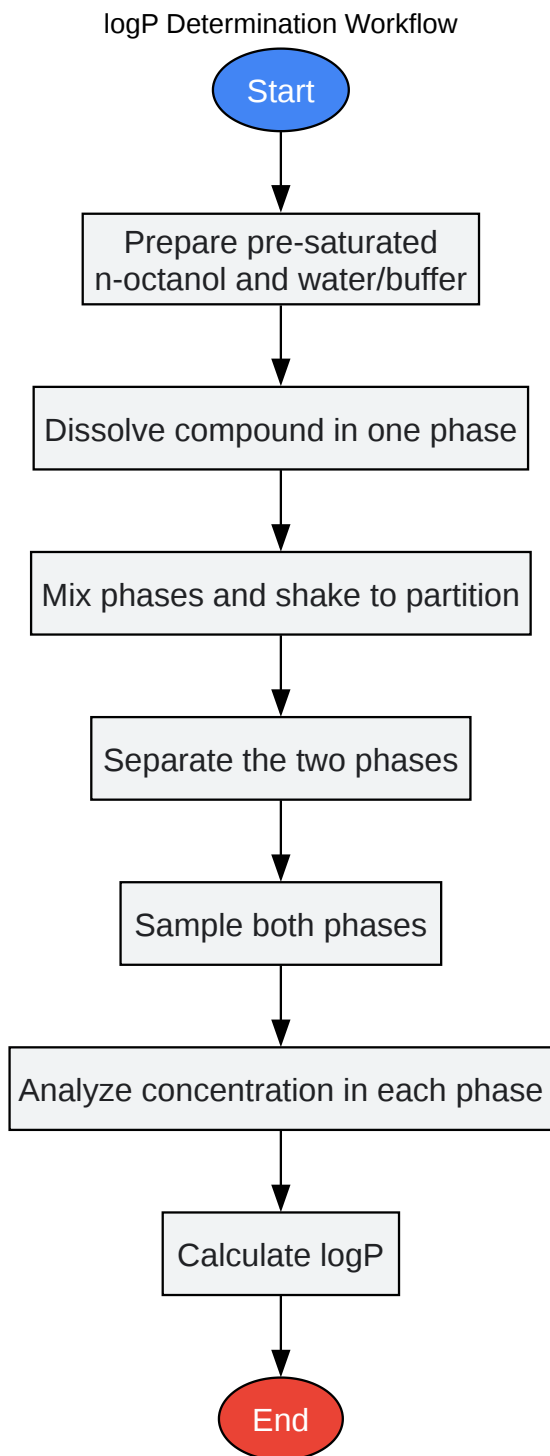 logP Determination Workflow
Start
Prepare pre-saturated
n-octanol and water/buffer
Dissolve compound in one phase
Mix phases and shake to partition
Separate the two phases
Sample both phases
Analyze concentration in each phase
Calculate logP
End